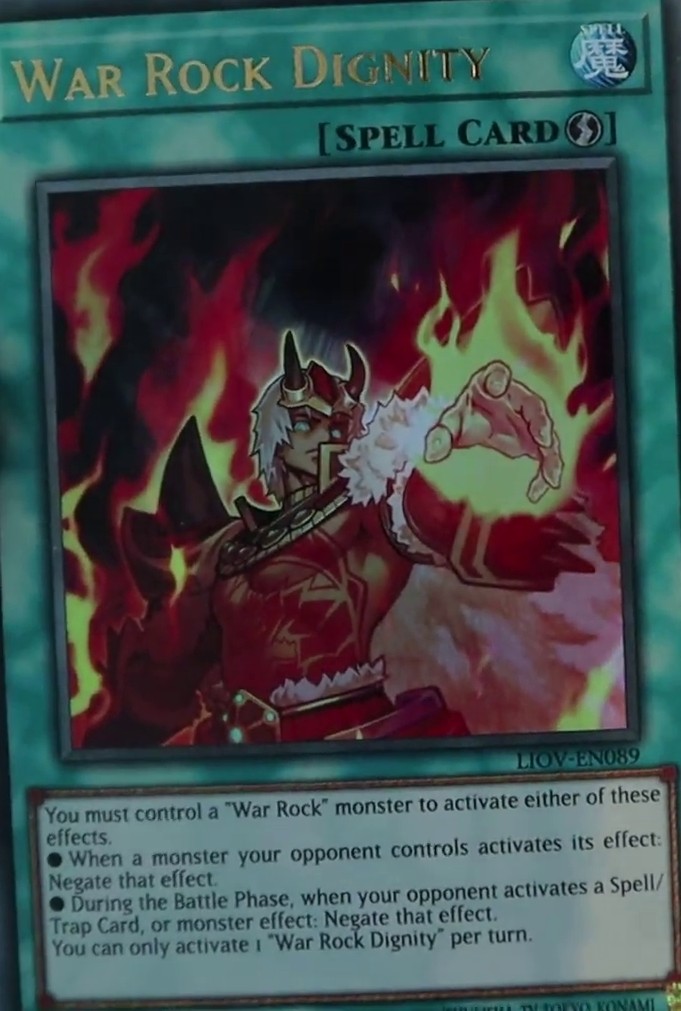 War Rock Dignity
SPELL
魔
[Spell Card]
LIOV-EN089
You must control a "War Rock" monster to activate either of these
effects.
● When a monster your opponent controls activates its effect:
Negate that effect.
● During the Battle Phase, when your opponent activates a Spell/
Trap Card, or monster effect: Negate that effect.
You can only activate 1 "War Rock Dignity" per turn.
TV TOKYO, KONAMI